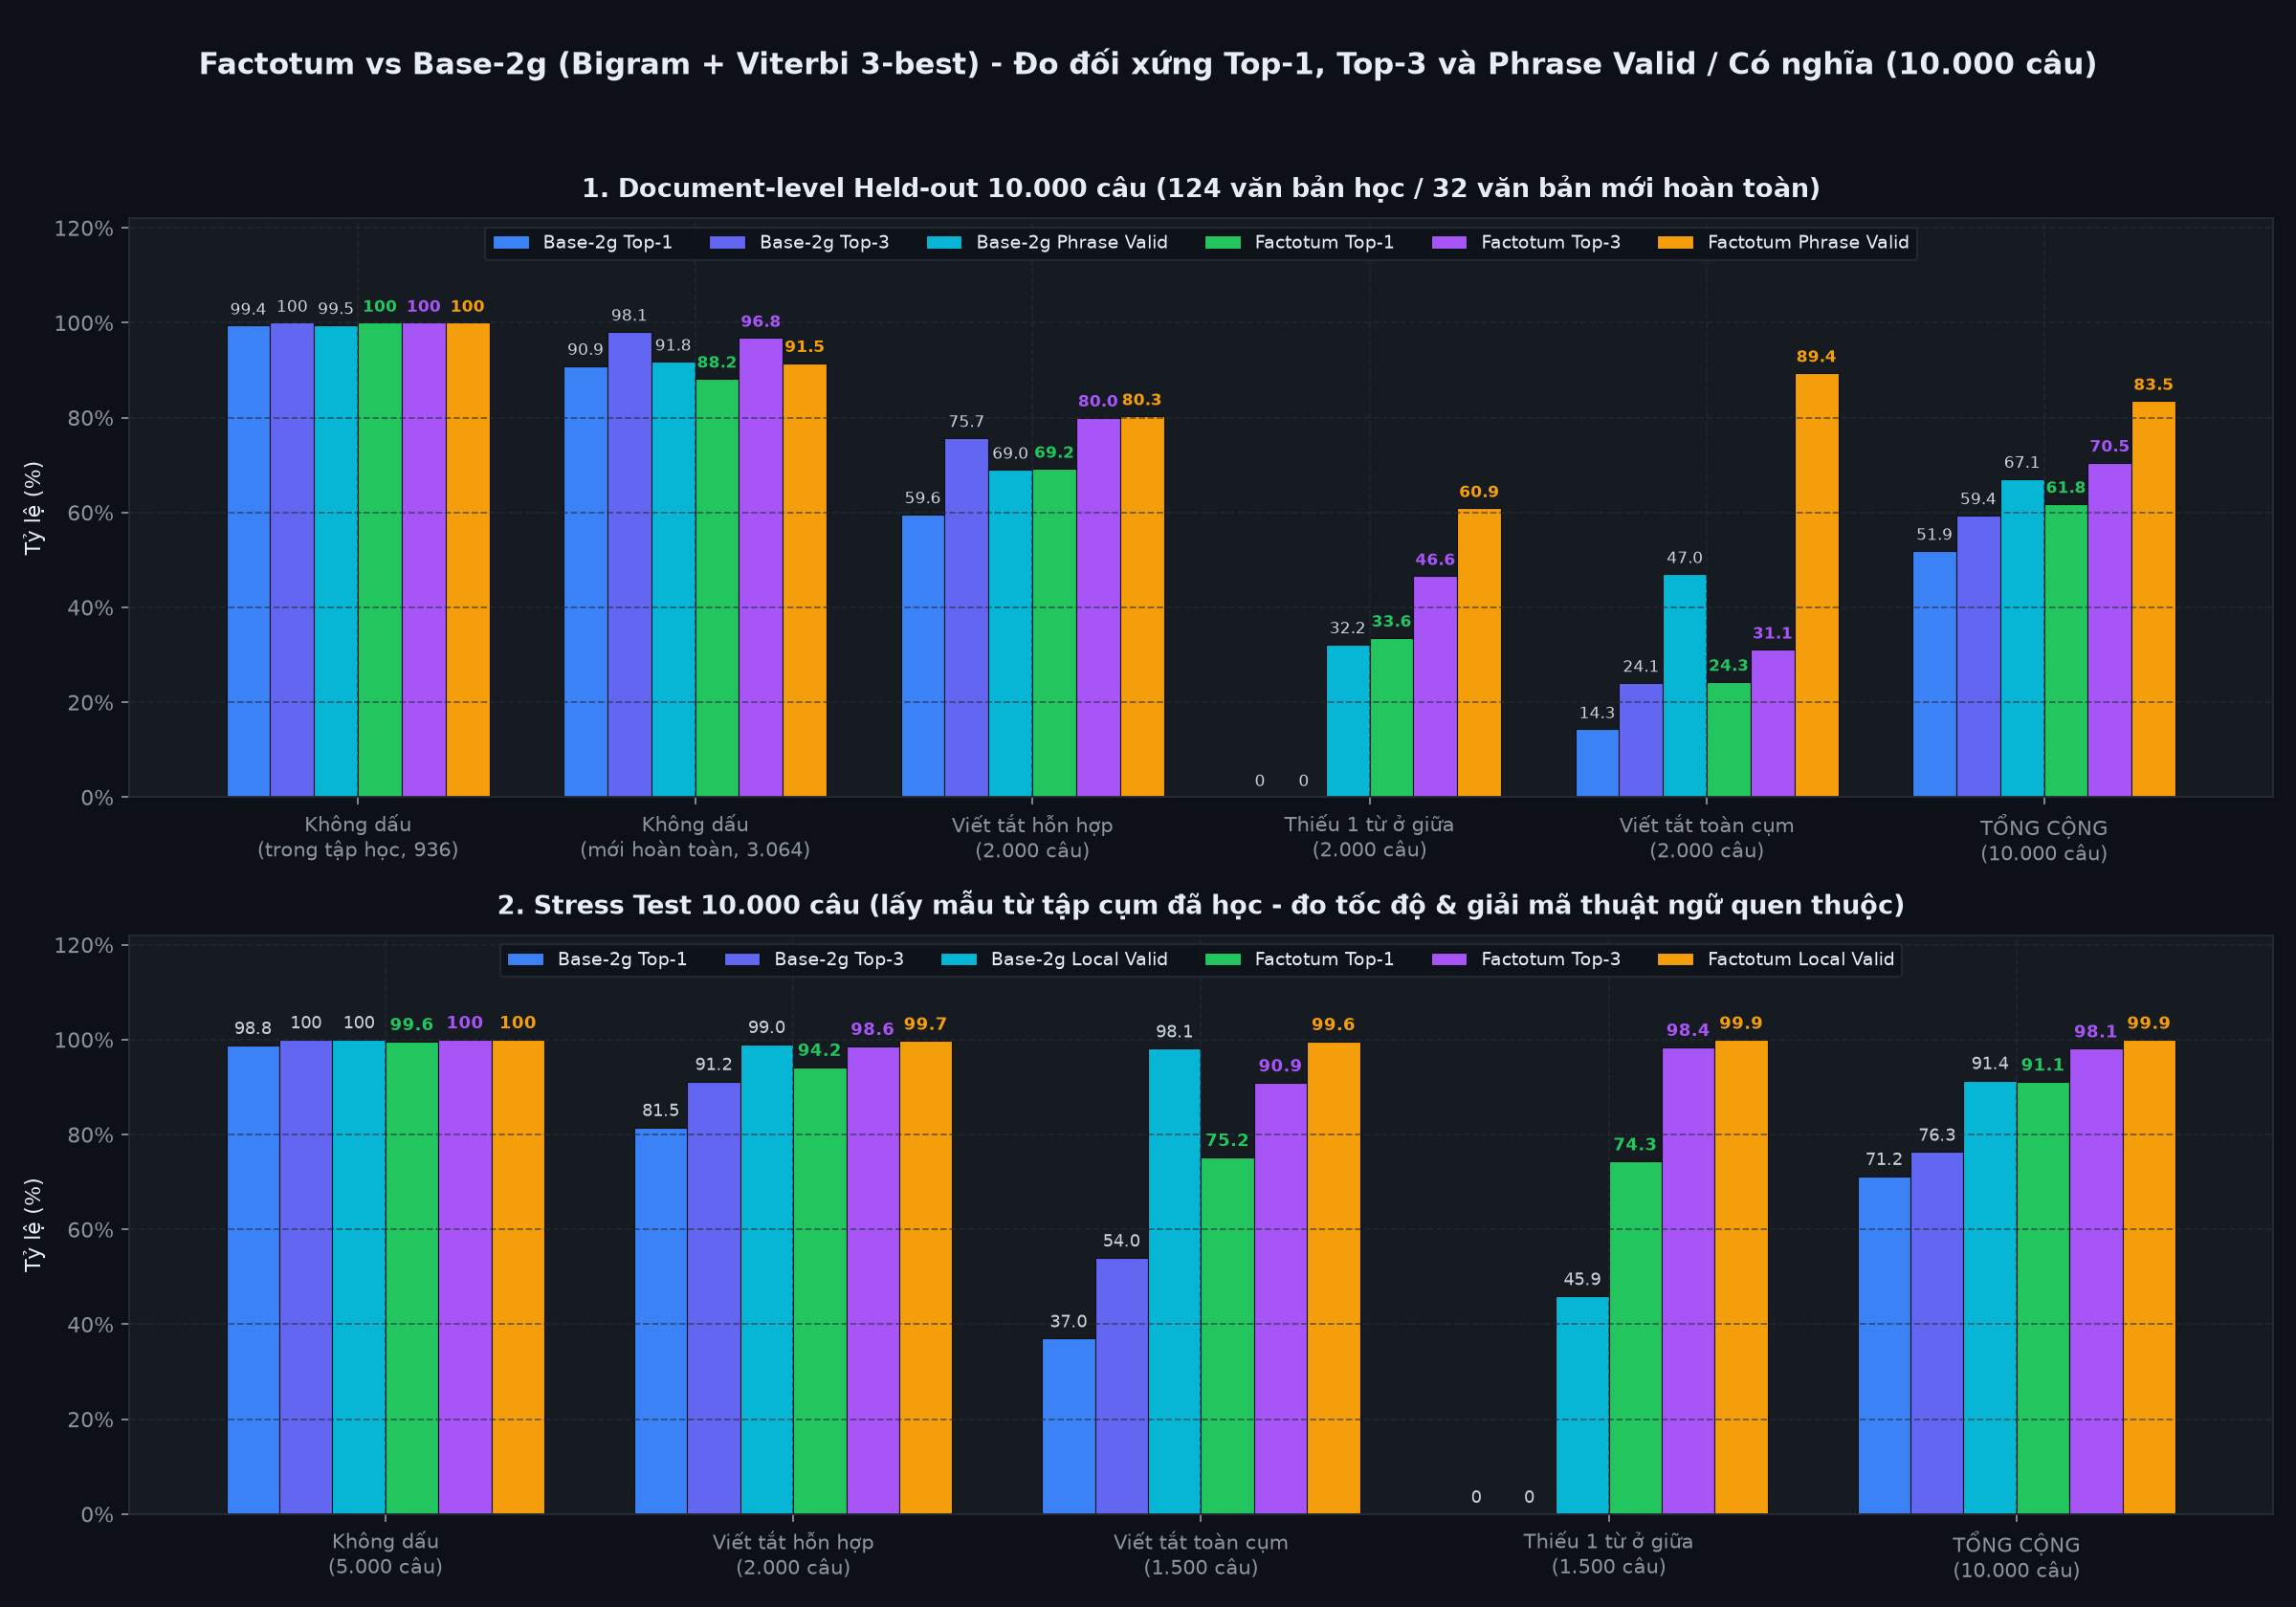 Factotum vs Base-2g (Bigram + Viterbi 3-best) - Đo đối xứng Top-1, Top-3 và Phrase Valid / Có nghĩa (10.000 câu)
1. Document-level Held-out 10.000 câu (124 văn bản học / 32 văn bản mới hoàn toàn)
Base-2g Top-1 Base-2g Top-3 Base-2g Phrase Valid Factotum Top-1 Factotum Top-3 Factotum Phrase Valid
Tỷ lệ (%)
120%
100%
80%
60%
40%
20%
0%
99.4 100 99.5 100 100 100
90.9 98.1 91.8 88.2 96.8 91.5
59.6 75.7 69.0 69.2 80.0 80.3
0 0 32.2 33.6 46.6 60.9
14.3 24.1 47.0 24.3 31.1 89.4
51.9 59.4 67.1 61.8 70.5 83.5
Không dấu
(trong tập học, 936)
Không dấu
(mới hoàn toàn, 3.064)
Viết tắt hỗn hợp
(2.000 câu)
Thiếu 1 từ ở giữa
(2.000 câu)
Viết tắt toàn cụm
(2.000 câu)
TỔNG CỘNG
(10.000 câu)
2. Stress Test 10.000 câu (lấy mẫu từ tập cụm đã học - đo tốc độ & giải mã thuật ngữ quen thuộc)
Base-2g Top-1 Base-2g Top-3 Base-2g Local Valid Factotum Top-1 Factotum Top-3 Factotum Local Valid
Tỷ lệ (%)
120%
100%
80%
60%
40%
20%
0%
98.8 100 100 99.6 100 100
81.5 91.2 99.0 94.2 98.6 99.7
37.0 54.0 98.1 75.2 90.9 99.6
0 0 45.9 74.3 98.4 99.9
71.2 76.3 91.4 91.1 98.1 99.9
Không dấu
(5.000 câu)
Viết tắt hỗn hợp
(2.000 câu)
Viết tắt toàn cụm
(1.500 câu)
Thiếu 1 từ ở giữa
(1.500 câu)
TỔNG CỘNG
(10.000 câu)